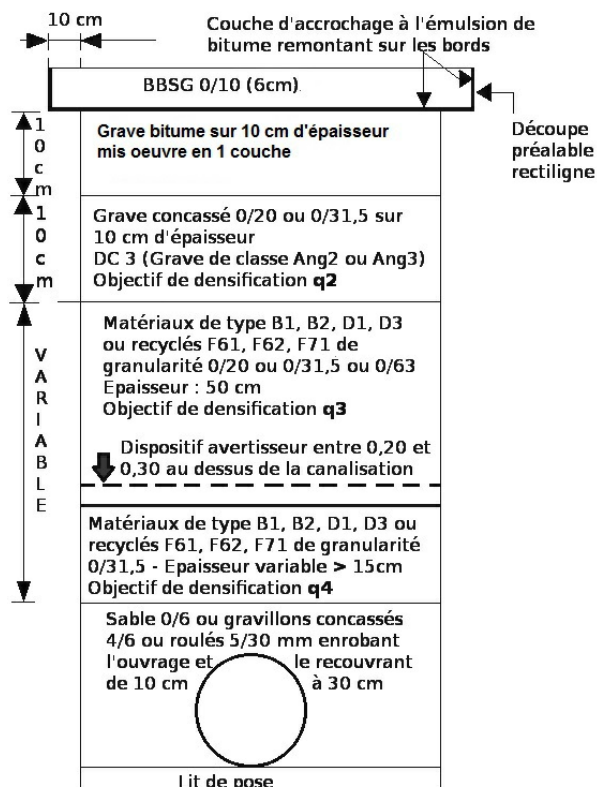 10 cm
Couche d'accrochage à l'émulsion de
bitume remontant sur les bords
BBSG 0/10 (6cm)
Découpe
préalable
rectiligne
10cm
Grave bitume sur 10 cm d'épaisseur
mis oeuvre en 1 couche
10cm
Grave concassé 0/20 ou 0/31,5 sur
10 cm d'épaisseur
DC 3 (Grave de classe Ang2 ou Ang3)
Objectif de densification q2
VARIABLE
Matériaux de type B1, B2, D1, D3
ou recyclés F61, F62, F71 de
granularité 0/20 ou 0/31,5 ou 0/63
Epaisseur : 50 cm
Objectif de densification q3
Dispositif avertisseur entre 0,20 et
0,30 au dessus de la canalisation
Matériaux de type B1, B2, D1, D3 ou
recyclés F61, F62, F71 de granularité
0/31,5 - Epaisseur variable > 15cm
Objectif de densification q4
Sable 0/6 ou gravillons concassés
4/6 ou roulés 5/30 mm enrobant
l'ouvrage et le recouvrant
de 10 cm à 30 cm
Lit de pose